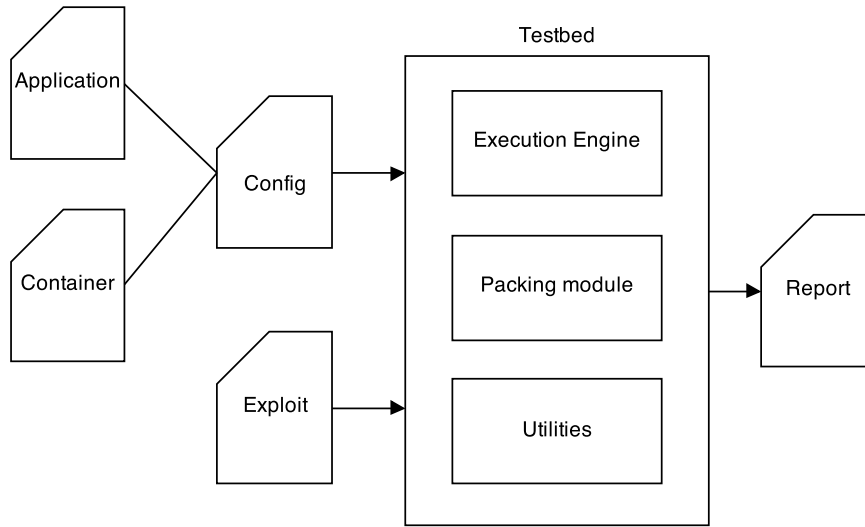 Testbed
Application
Config
Container
Exploit
Execution Engine
Packing module
Utilities
Report